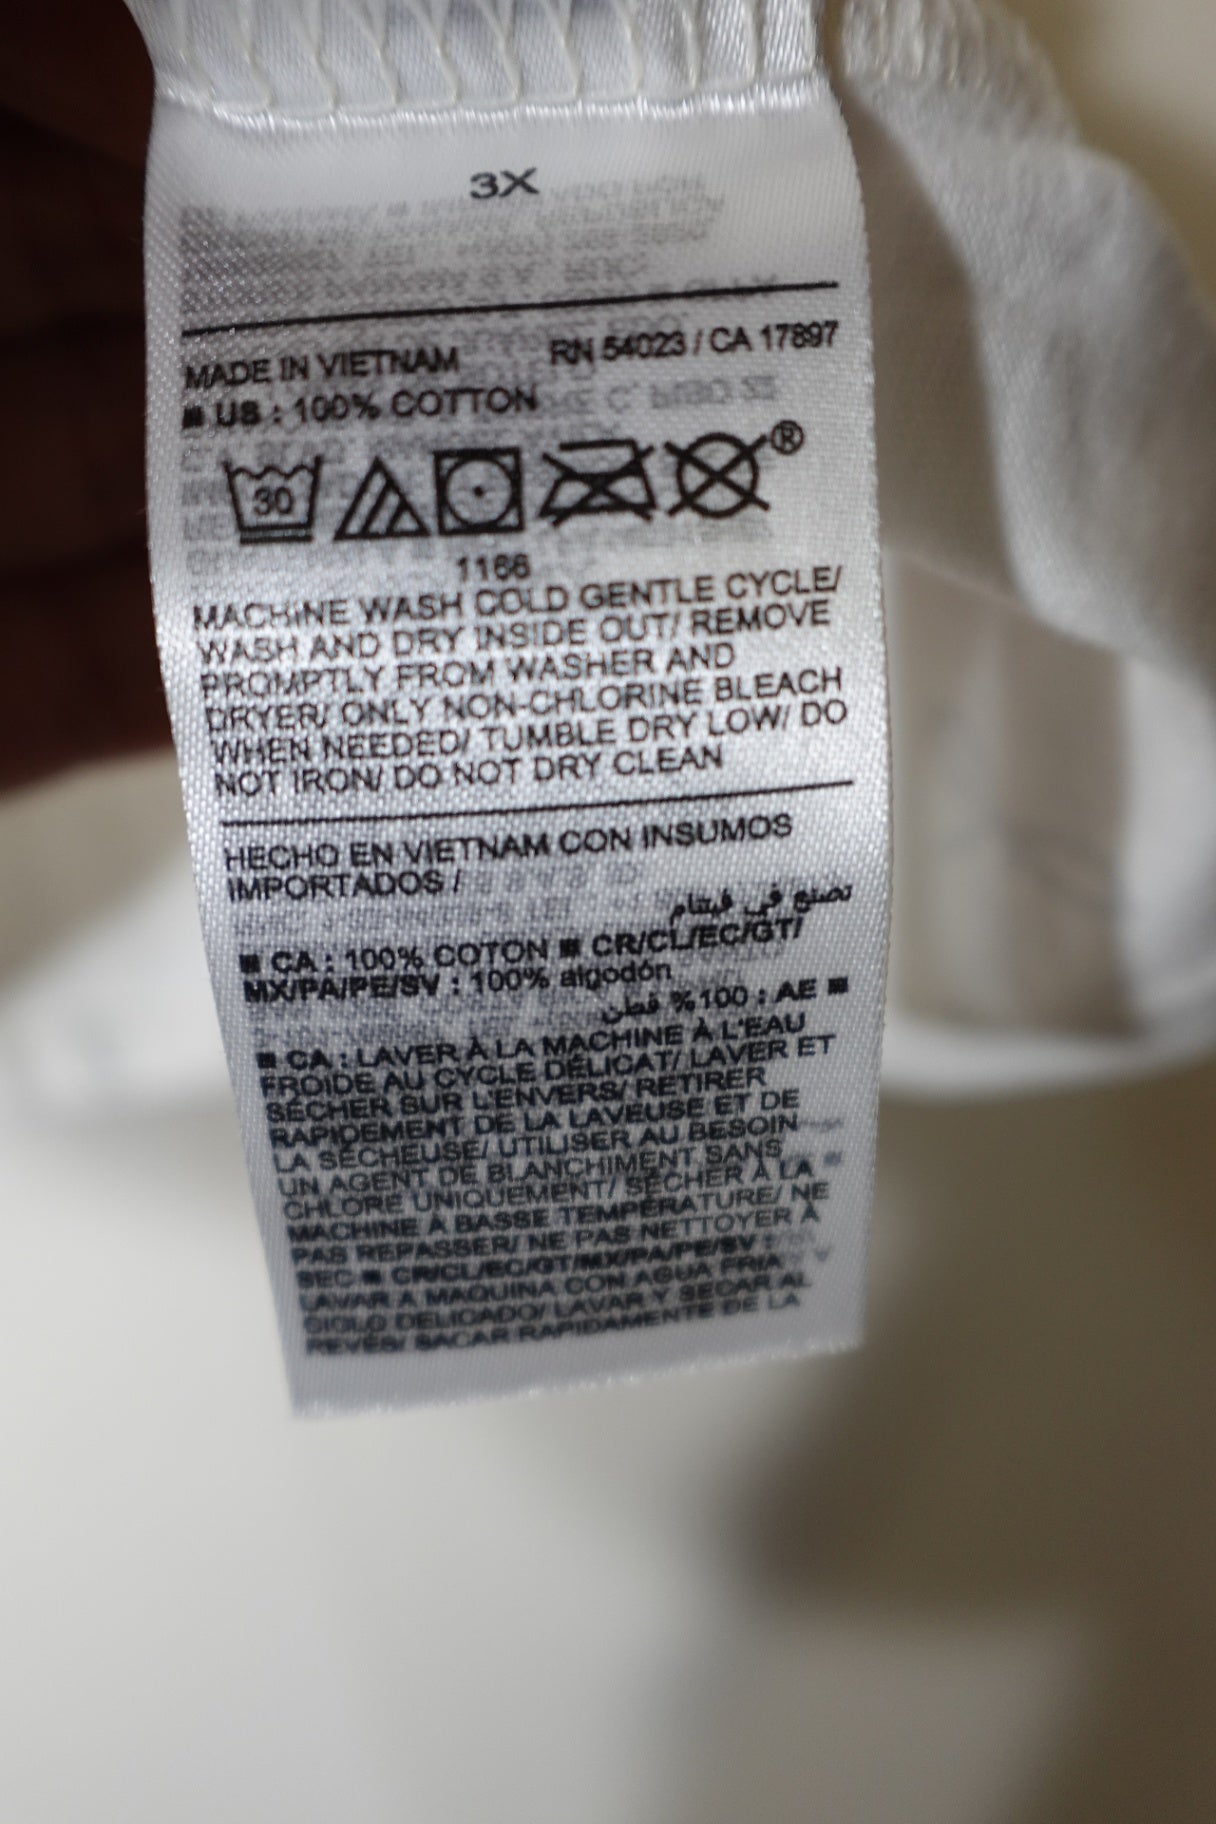 3X
MADE IN VIETNAM RN 54023 / CA 17897
■ US : 100% COTTON
30 ®
1166
MACHINE WASH COLD GENTLE CYCLE/
WASH AND DRY INSIDE OUT/ REMOVE
PROMPTLY FROM WASHER AND
DRYER/ ONLY NON-CHLORINE BLEACH
WHEN NEEDED/ TUMBLE DRY LOW/ DO
NOT IRON/ DO NOT DRY CLEAN
HECHO EN VIETNAM CON INSUMOS
IMPORTADOS /
تصنع في فيتنام
■ CA : 100% COTON ■ CR/CL/EC/GT/
MX/PA/PE/SV : 100% algodón
■ AE : 100% قطن
■ CA : LAVER À LA MACHINE À L'EAU
FROIDE AU CYCLE DÉLICAT/ LAVER ET
SÉCHER SUR L'ENVERS/ RETIRER
RAPIDEMENT DE LA LAVEUSE ET DE
LA SÉCHEUSE/ UTILISER AU BESOIN
UN AGENT DE BLANCHIMENT SANS
CHLORE UNIQUEMENT/ SÉCHER À LA
MACHINE À BASSE TEMPÉRATURE/ NE
PAS REPASSER/ NE PAS NETTOYER À
SEC ■ CR/CL/EC/GT/MX/PA/PE/SV :
LAVAR A MAQUINA CON AGUA FRIA
CICLO DELICADO/ LAVAR Y SECAR AL
REVÉS/ SACAR RAPIDAMENTE DE LA